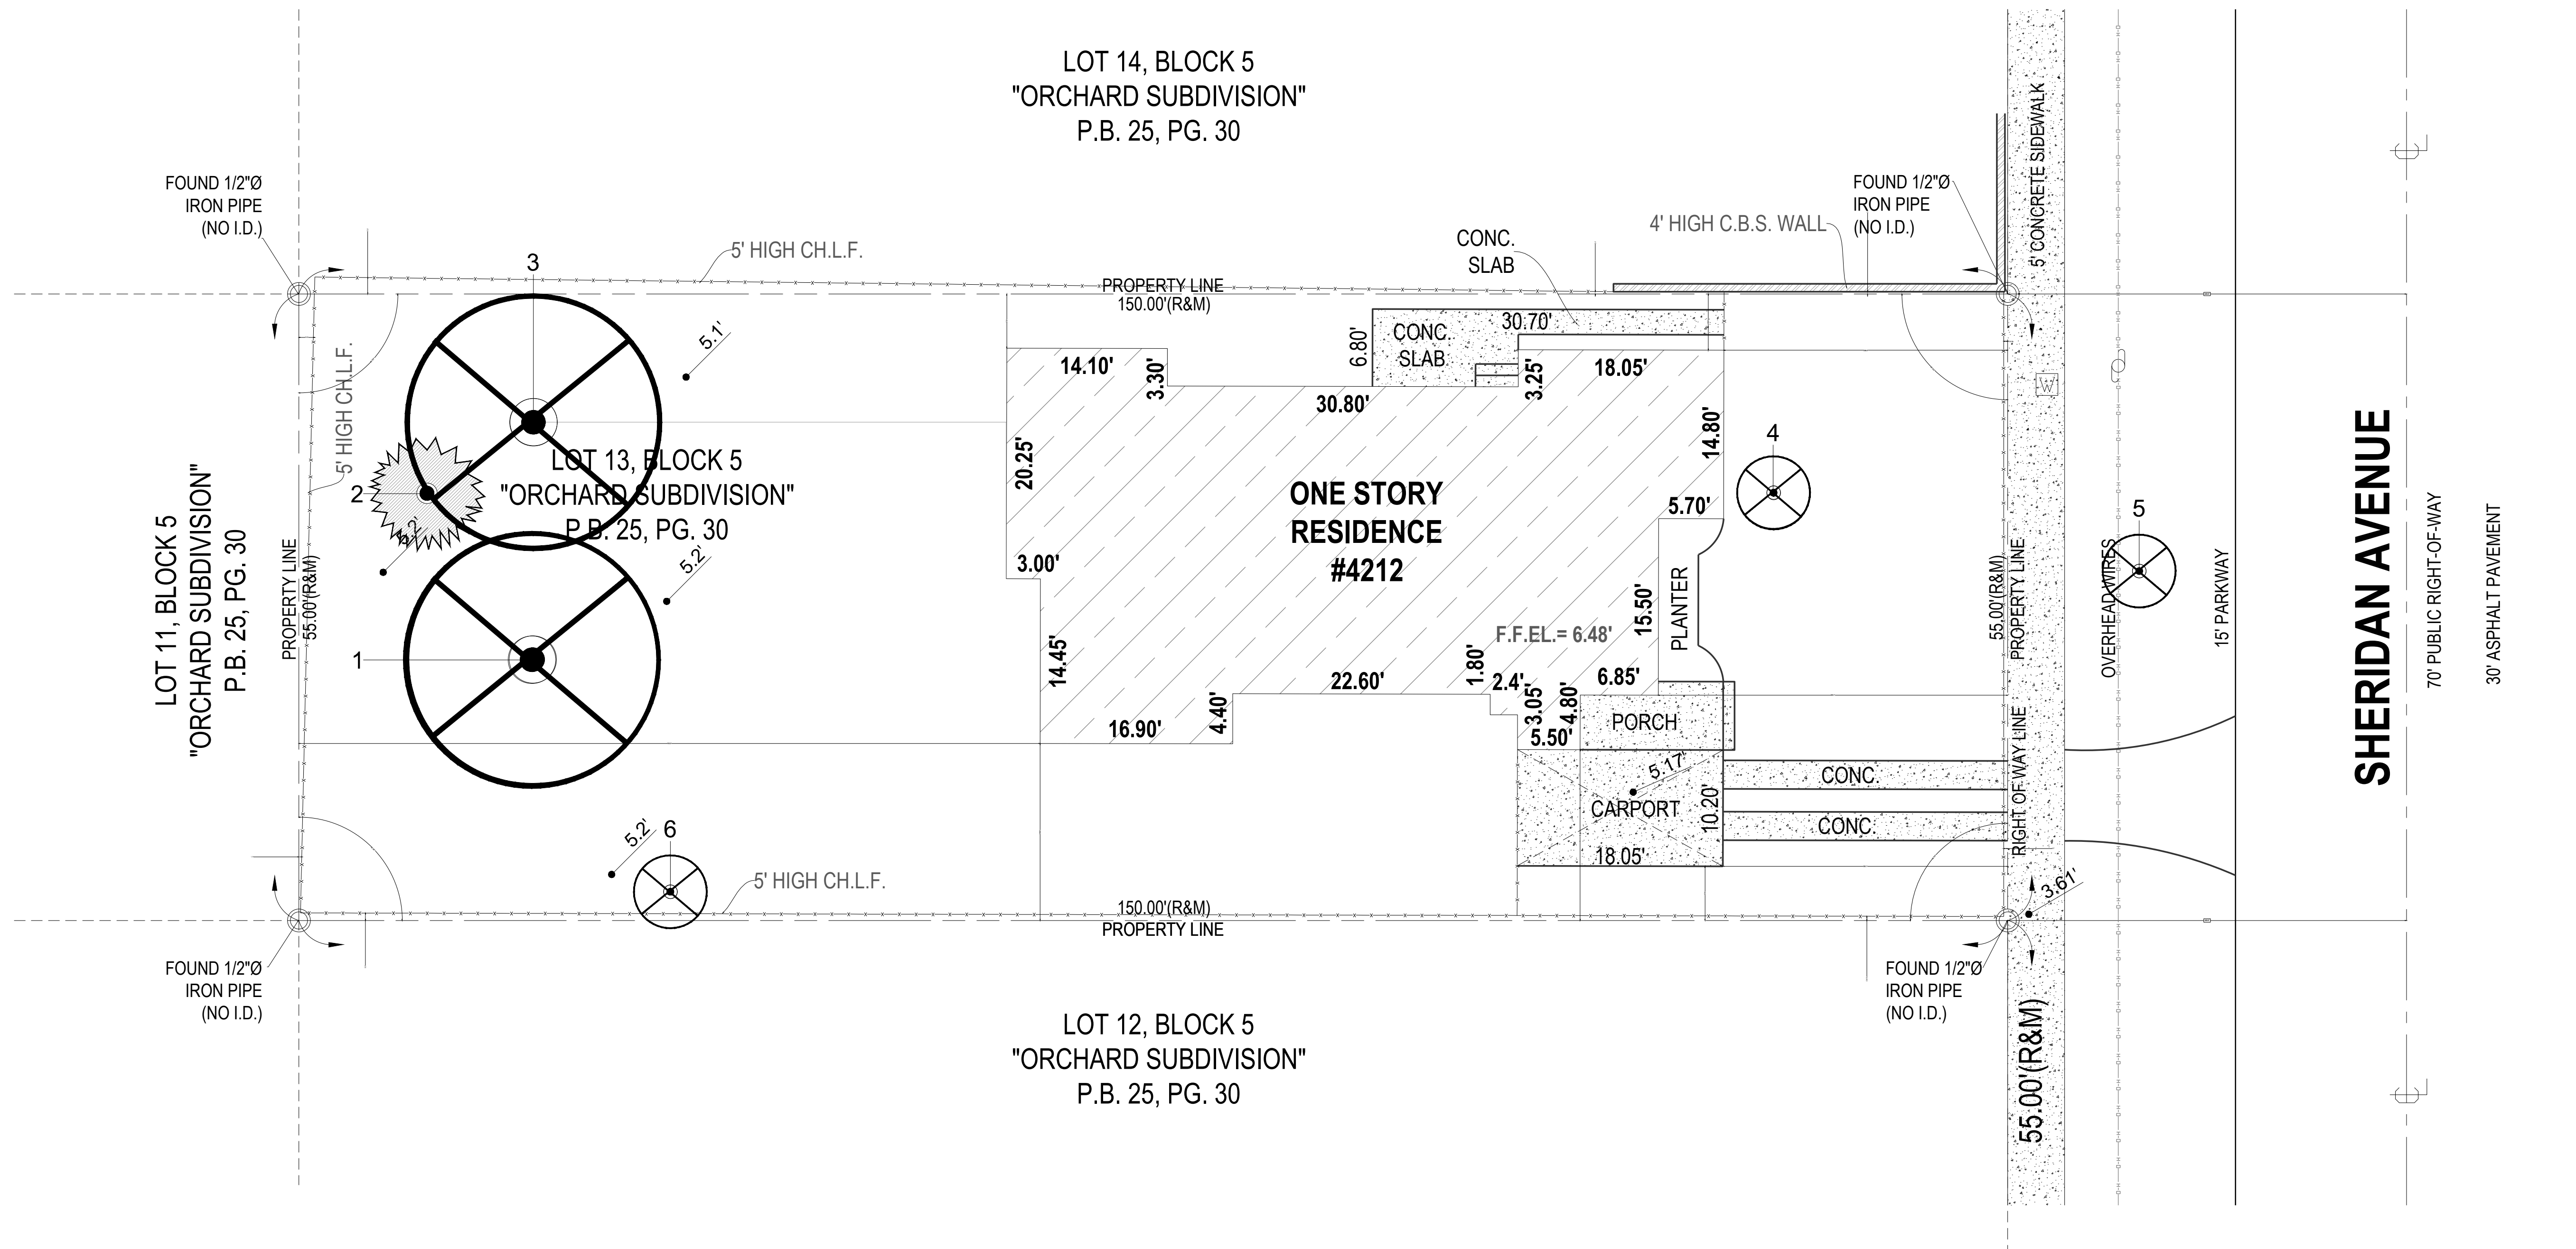 LOT 14, BLOCK 5
"ORCHARD SUBDIVISION"
P.B. 25, PG. 30
FOUND 1/2"Ø
IRON PIPE
(NO I.D.)
3
5' HIGH CH.L.F.
CONC.
SLAB
4' HIGH C.B.S. WALL
FOUND 1/2"Ø
IRON PIPE
(NO I.D.)
5' CONCRETE SIDEWALK
PROPERTY LINE
150.00'(R&M)
5.1'
5' HIGH CH.L.F.
6.80'
CONC.
SLAB
30.70'
14.10'
3.30'
30.80'
3.25'
18.05'
14.80'
W
4
20.25'
2
LOT 13, BLOCK 5
"ORCHARD SUBDIVISION"
P.B. 25, PG. 30
5.2'
5.2'
ONE STORY
RESIDENCE
#4212
5.70'
5
LOT 11, BLOCK 5
"ORCHARD SUBDIVISION"
P.B. 25, PG. 30
PROPERTY LINE
55.00'(R&M)
3.00'
14.45'
15.50'
PLANTER
F.F.EL.= 6.48'
55.00'(R&M)
PROPERTY LINE
OVERHEAD WIRES
15' PARKWAY
SHERIDAN AVENUE
70' PUBLIC RIGHT-OF-WAY
30' ASPHALT PAVEMENT
1
22.60'
1.80'
2.4'
6.85'
16.90'
4.40'
3.05'
4.80'
5.50'
PORCH
5.17'
CARPORT
10.20'
18.05'
CONC.
CONC.
RIGHT OF WAY LINE
5.2'
6
5' HIGH CH.L.F.
3.61'
150.00'(R&M)
PROPERTY LINE
FOUND 1/2"Ø
IRON PIPE
(NO I.D.)
FOUND 1/2"Ø
IRON PIPE
(NO I.D.)
LOT 12, BLOCK 5
"ORCHARD SUBDIVISION"
P.B. 25, PG. 30
55.00'(R&M)